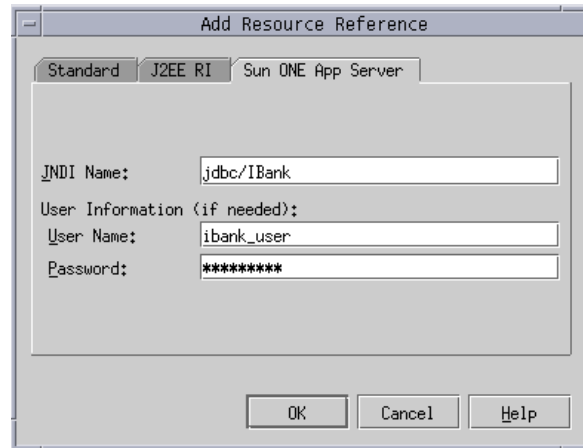 Add Resource Reference
Standard J2EE RI Sun ONE App Server
JNDI Name: jdbc/IBank
User Information (if needed):
User Name: ibank_user
Password: *********
OK Cancel Help